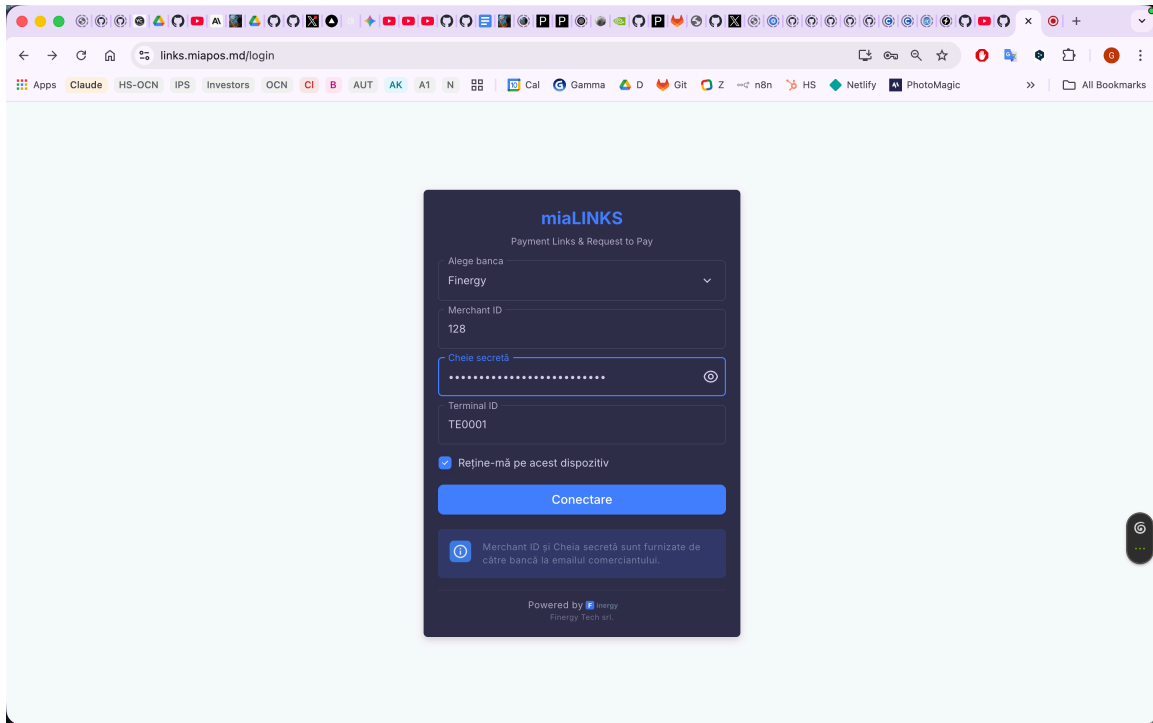 links.miapos.md/login
G
Apps
Claude
HS-OCN
IPS
Investors
OCN
CI
B
AUT
AK
A1
N
Cal
Gamma
D
Git
Z
n8n
HS
Netlify
PhotoMagic
All Bookmarks
miaLINKS
Payment Links & Request to Pay
Alege banca
Finergy
Merchant ID
128
Cheie secretă
••••••••••••••••••••••••••
Terminal ID
TE0001
Reține-mă pe acest dispozitiv
Conectare
Merchant ID și Cheia secretă sunt furnizate de
către bancă la emailul comerciantului.
Powered by Finergy
Finergy Tech srl.